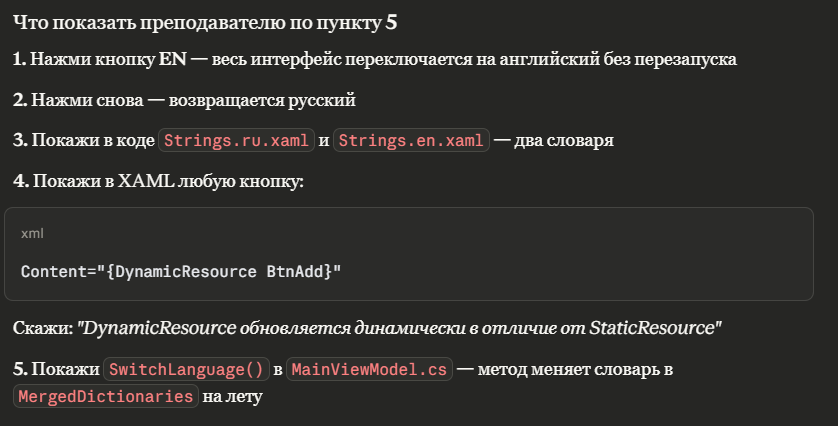 Что показать преподавателю по пункту 5
1. Нажми кнопку EN — весь интерфейс переключается на английский без перезапуска
2. Нажми снова — возвращается русский
3. Покажи в коде Strings.ru.xaml и Strings.en.xaml — два словаря
4. Покажи в XAML любую кнопку:
xml
Content="{DynamicResource BtnAdd}"
Скажи: "DynamicResource обновляется динамически в отличие от StaticResource"
5. Покажи SwitchLanguage() в MainViewModel.cs — метод меняет словарь в
MergedDictionaries на лету